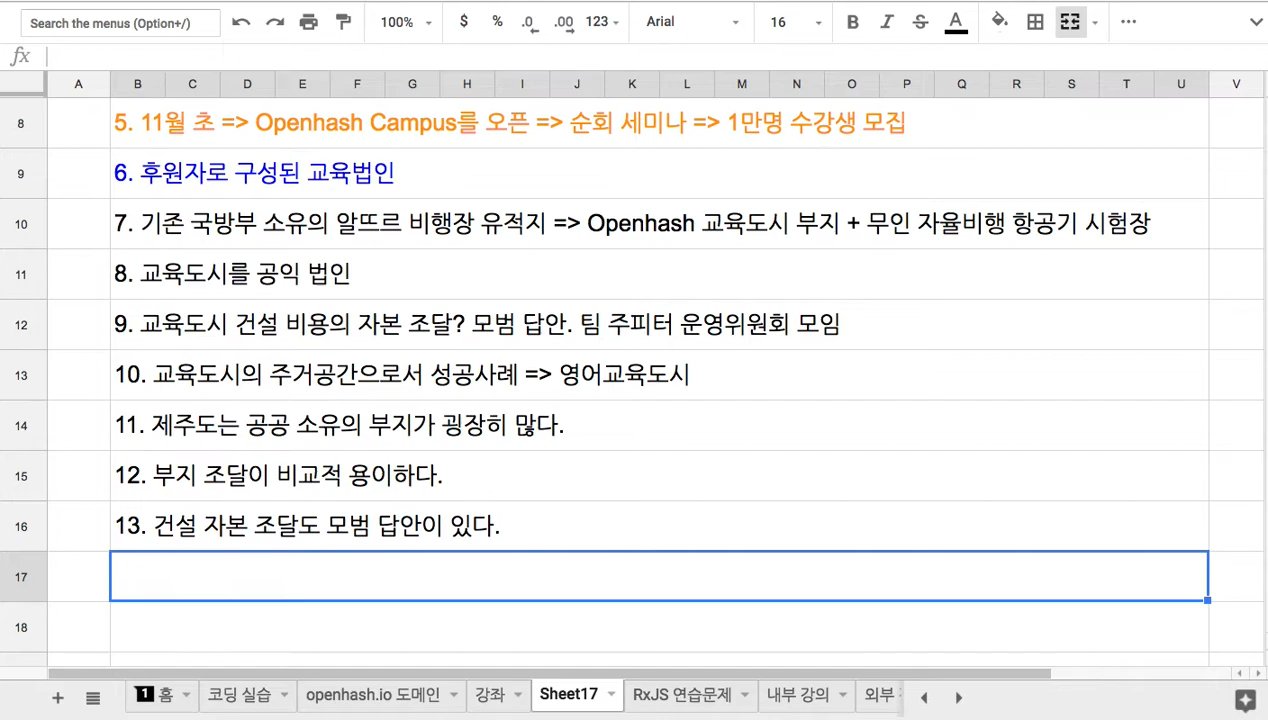 Search the menus (Option+/)
100%
$ % .0 .00 123
Arial
16
B I S A
fx
A B C D E F G H I J K L M N O P Q R S T U V
8 5. 11월 초 => Openhash Campus를 오픈 => 순회 세미나 => 1만명 수강생 모집
9 6. 후원자로 구성된 교육법인
10 7. 기존 국방부 소유의 알뜨르 비행장 유적지 => Openhash 교육도시 부지 + 무인 자율비행 항공기 시험장
11 8. 교육도시를 공익 법인
12 9. 교육도시 건설 비용의 자본 조달? 모범 답안. 팀 주피터 운영위원회 모임
13 10. 교육도시의 주거공간으로서 성공사례 => 영어교육도시
14 11. 제주도는 공공 소유의 부지가 굉장히 많다.
15 12. 부지 조달이 비교적 용이하다.
16 13. 건설 자본 조달도 모범 답안이 있다.
17
18
1 홈 코딩 실습 openhash.io 도메인 강좌 Sheet17 RxJS 연습문제 내부 강의 외부